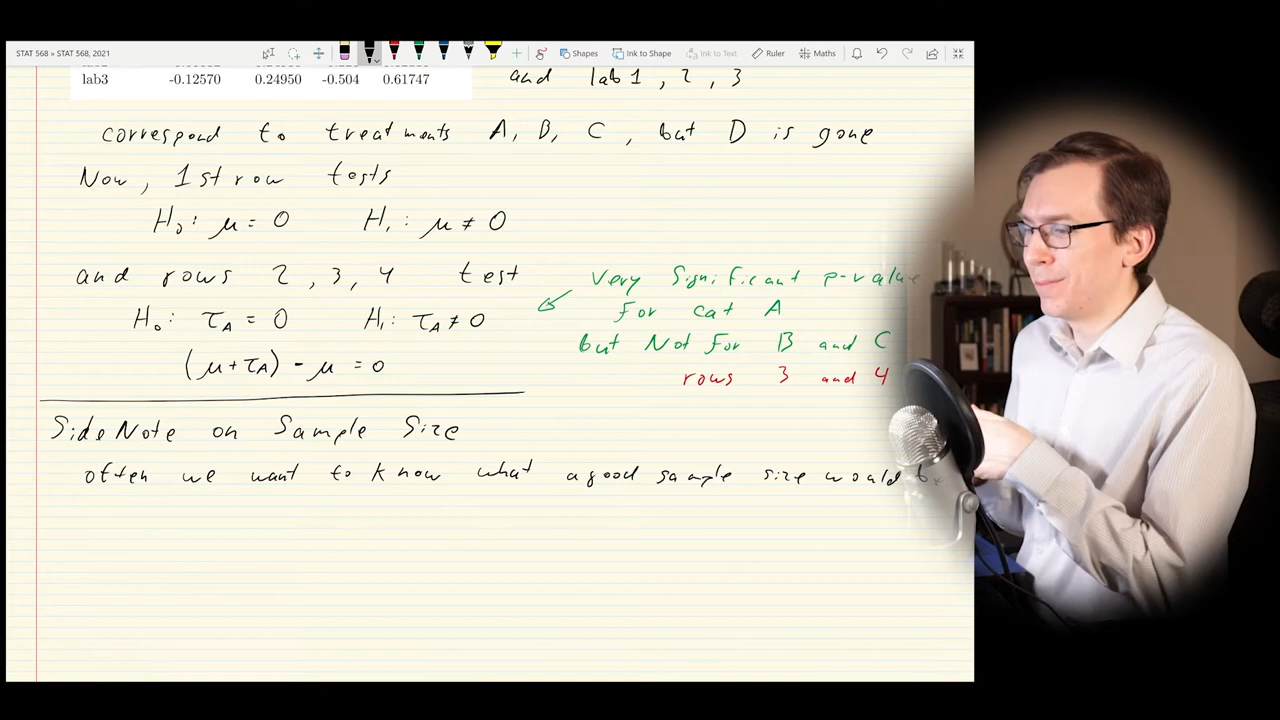 STAT 568 » STAT 568, 2021
Shapes Ink to Shape Ink to Text Ruler Maths
lab3 -0.12570 0.24950 -0.504 0.61747
and lab 1, 2, 3
correspond to treatments A, B, C, but D is gone
Now, 1st row tests
H₀: μ = 0 H₁: μ ≠ 0
and rows 2, 3, 4 test
H₀: τ_A = 0 H₁: τ_A ≠ 0
(μ + τ_A) - μ = 0
very significant p-value
for cat A
but Not for B and C
rows 3 and 4
SideNote on Sample Size
often we want to know what a good sample size would